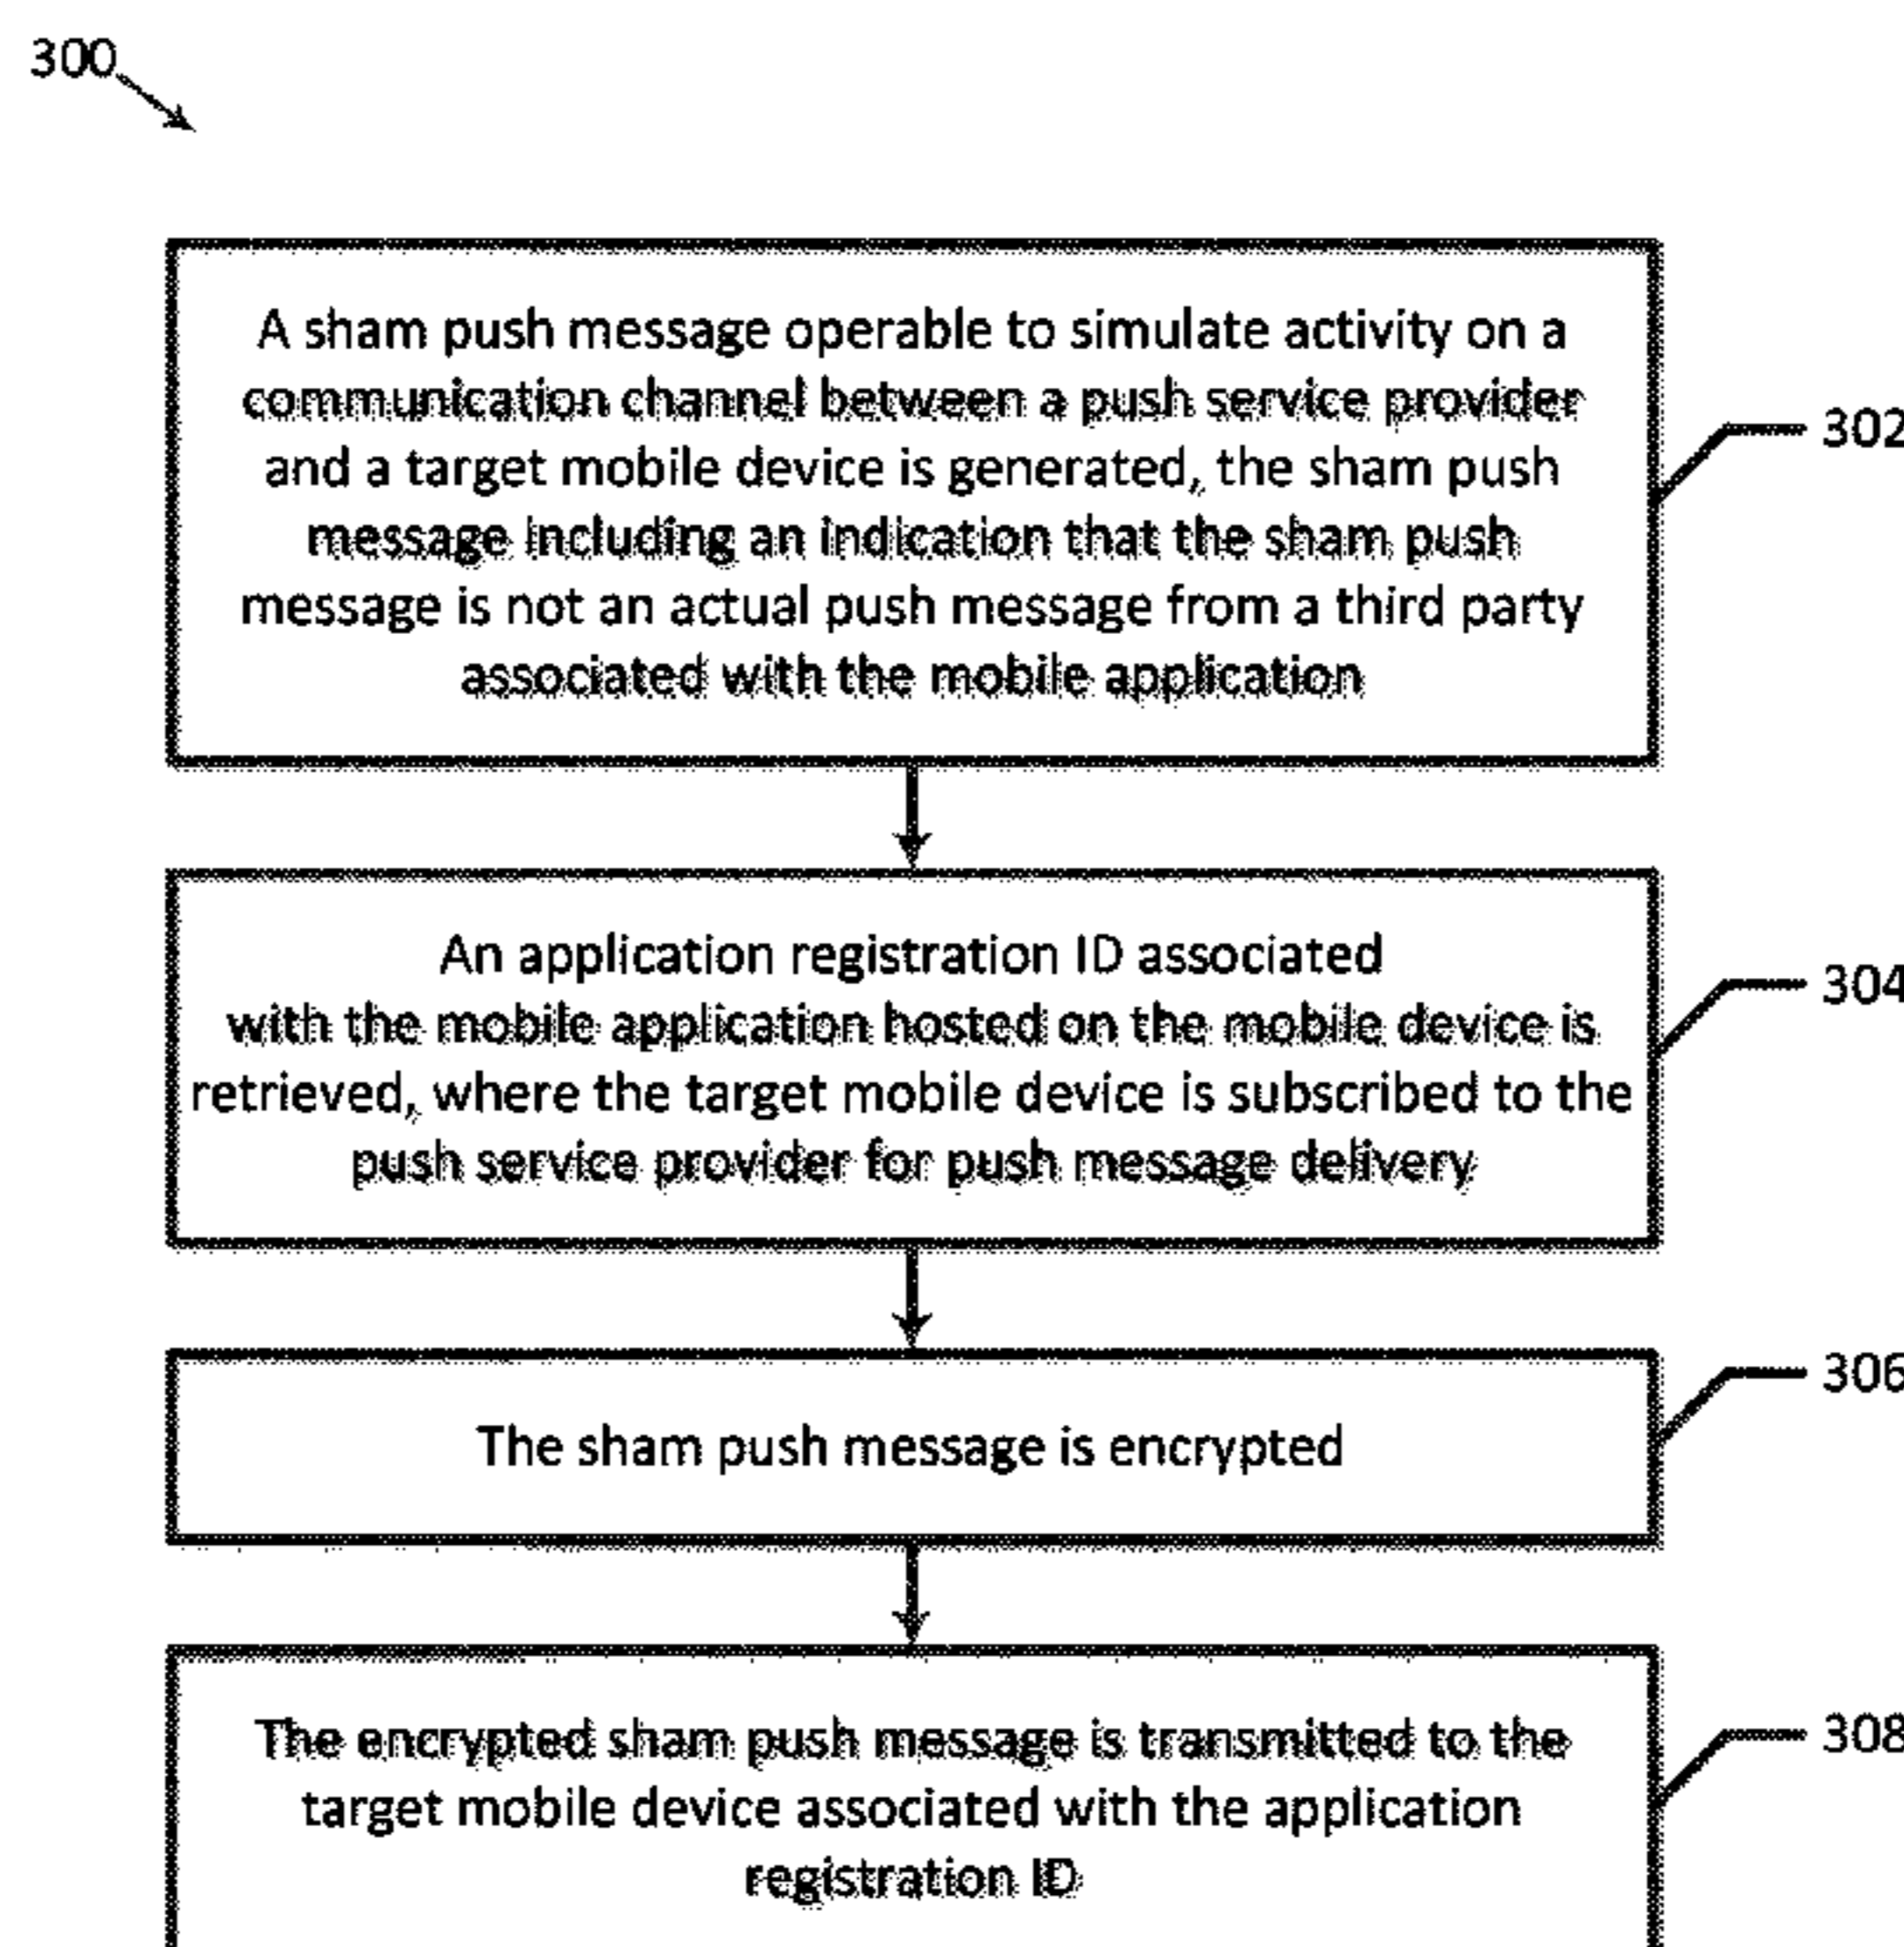 300
A sham push message operable to simulate activity on a
communication channel between a push service provider
and a target mobile device is generated, the sham push
message including an indication that the sham push
message is not an actual push message from a third party
associated with the mobile application
302
An application registration ID associated
with the mobile application hosted on the mobile device is
retrieved, where the target mobile device is subscribed to the
push service provider for push message delivery
304
The sham push message is encrypted
306
The encrypted sham push message is transmitted to the
target mobile device associated with the application
registration ID
308